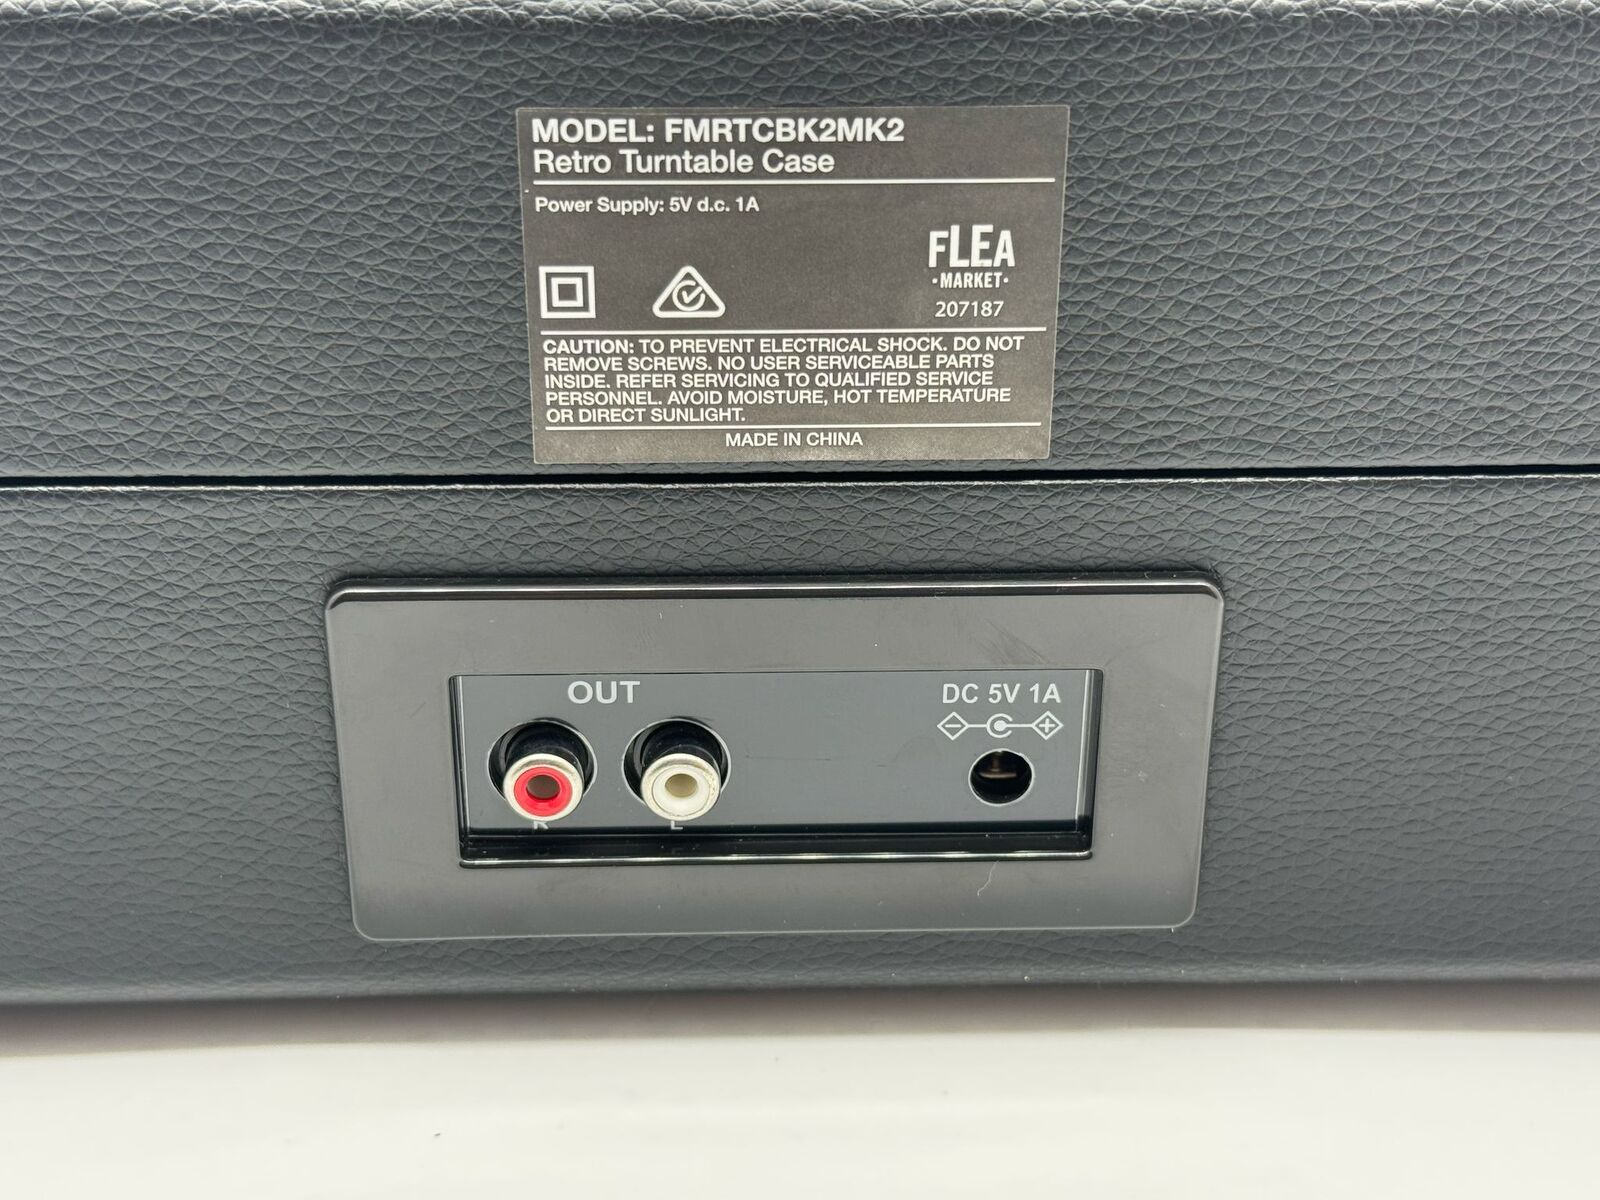 MODEL: FMRTCBK2MK2
Retro Turntable Case
Power Supply: 5V d.c. 1A
FLEA
·MARKET·
207187
CAUTION: TO PREVENT ELECTRICAL SHOCK. DO NOT
REMOVE SCREWS. NO USER SERVICEABLE PARTS
INSIDE. REFER SERVICING TO QUALIFIED SERVICE
PERSONNEL. AVOID MOISTURE, HOT TEMPERATURE
OR DIRECT SUNLIGHT.
MADE IN CHINA
OUT
DC 5V 1A
R L